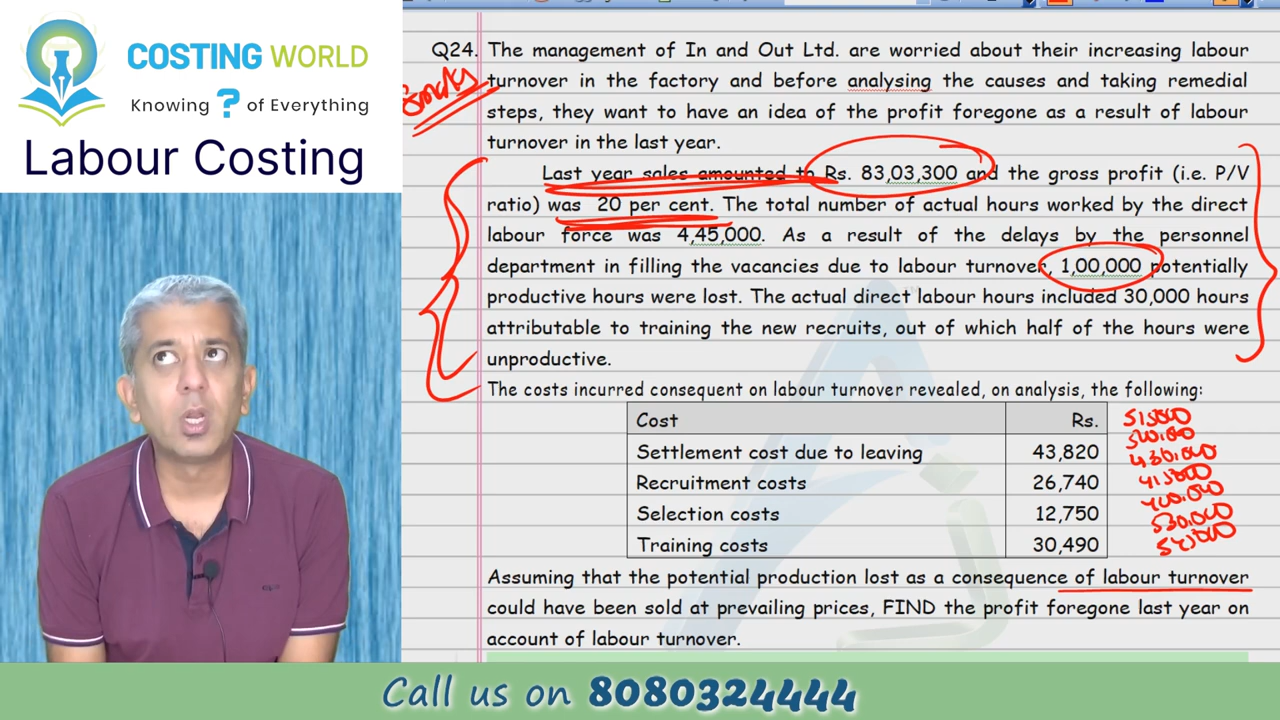 COSTING WORLD
Knowing ? of Everything
Labour Costing
Q24. The management of In and Out Ltd. are worried about their increasing labour
turnover in the factory and before analysing the causes and taking remedial
steps, they want to have an idea of the profit foregone as a result of labour
turnover in the last year.
Last year sales amounted to Rs. 83,03,300 and the gross profit (i.e. P/V
ratio) was 20 per cent. The total number of actual hours worked by the direct
labour force was 4,45,000. As a result of the delays by the personnel
department in filling the vacancies due to labour turnover, 1,00,000 potentially
productive hours were lost. The actual direct labour hours included 30,000 hours
attributable to training the new recruits, out of which half of the hours were
unproductive.
The costs incurred consequent on labour turnover revealed, on analysis, the following:
Cost Rs.
Settlement cost due to leaving 43,820
Recruitment costs 26,740
Selection costs 12,750
Training costs 30,490
515000
430,000
415000
400,000
530,000
Assuming that the potential production lost as a consequence of labour turnover
could have been sold at prevailing prices, FIND the profit foregone last year on
account of labour turnover.
Call us on 8080324444